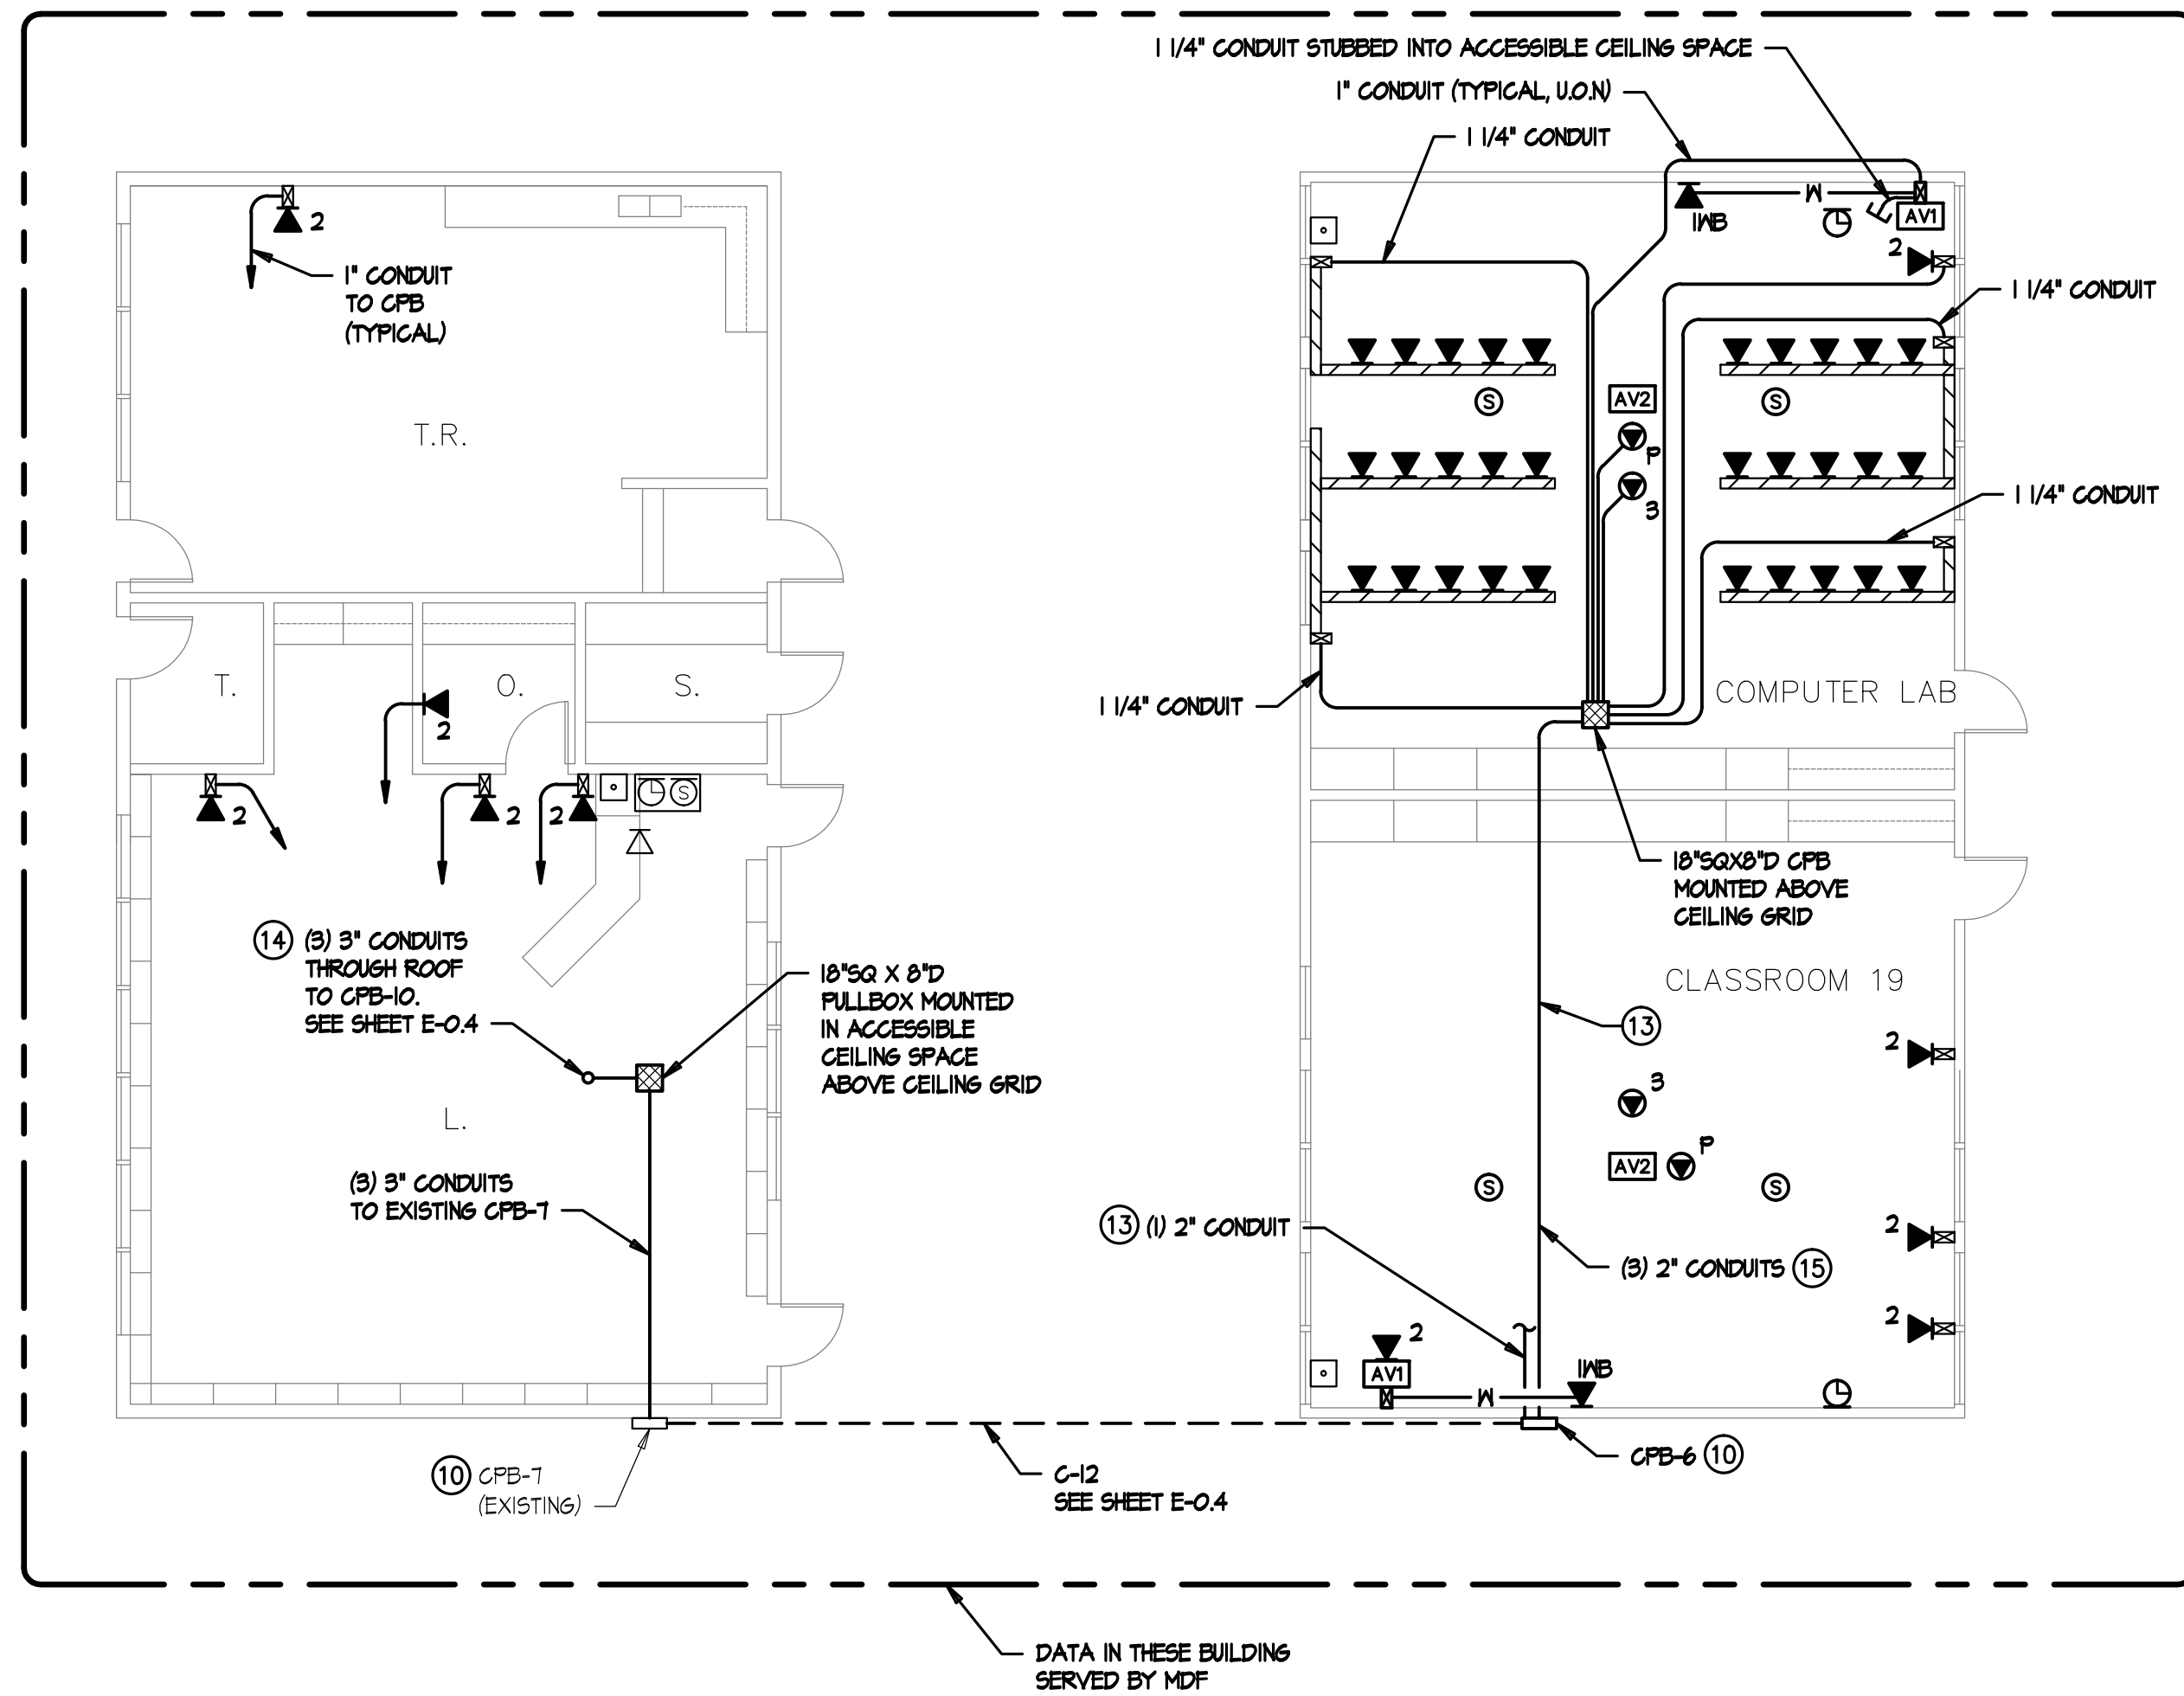 1 1/4" CONDUIT STUBBED INTO ACCESSIBLE CEILING SPACE
1" CONDUIT (TYPICAL, U.O.N)
1 1/4" CONDUIT
M
IWB
AV1
2
2
1" CONDUIT
TO CPB
(TYPICAL)
1 1/4" CONDUIT
S
AV2
S
P
3
T.R.
1 1/4" CONDUIT
T.
O.
S.
2
1 1/4" CONDUIT
COMPUTER LAB
2
2
2
S
18"SQX8"D CPB
MOUNTED ABOVE
CEILING GRID
14 (3) 3" CONDUITS
THROUGH ROOF
TO CPB-10.
SEE SHEET E-0.4
18"SQ X 8"D
PULLBOX MOUNTED
IN ACCESSIBLE
CEILING SPACE
ABOVE CEILING GRID
CLASSROOM 19
13
2
3
L.
P
AV2
S
S
(3) 3" CONDUITS
TO EXISTING CPB-7
13 (1) 2" CONDUIT
2
(3) 2" CONDUITS 15
2
2
AV1
M
IWB
CPB-6 10
10 CPB-7
(EXISTING)
C-12
SEE SHEET E-0.4
DATA IN THESE BUILDING
SERVED BY MDF